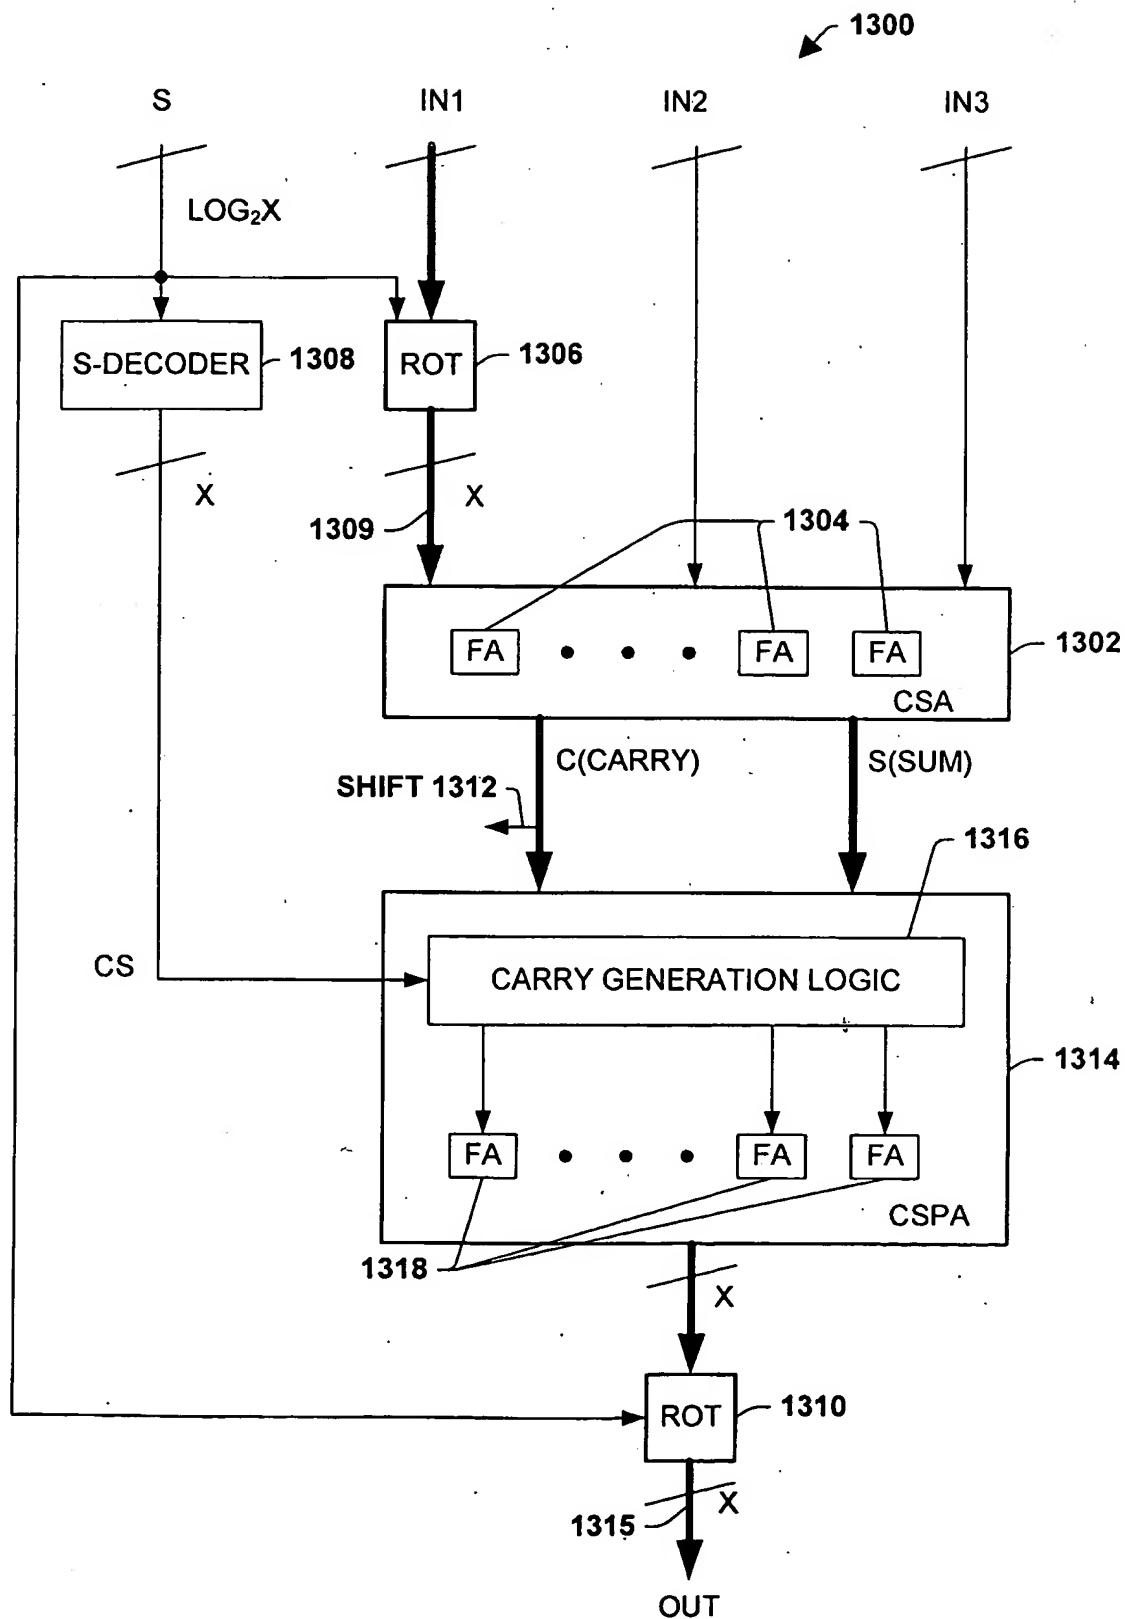 1300
S IN1 IN2 IN3
LOG₂X
S-DECODER 1308 ROT 1306
X X
1309 1304
FA FA FA 1302
CSA
C(CARRY) S(SUM)
SHIFT 1312
1316
CS CARRY GENERATION LOGIC
1314
FA FA FA
CSPA
1318
X
ROT 1310
X
1315
OUT